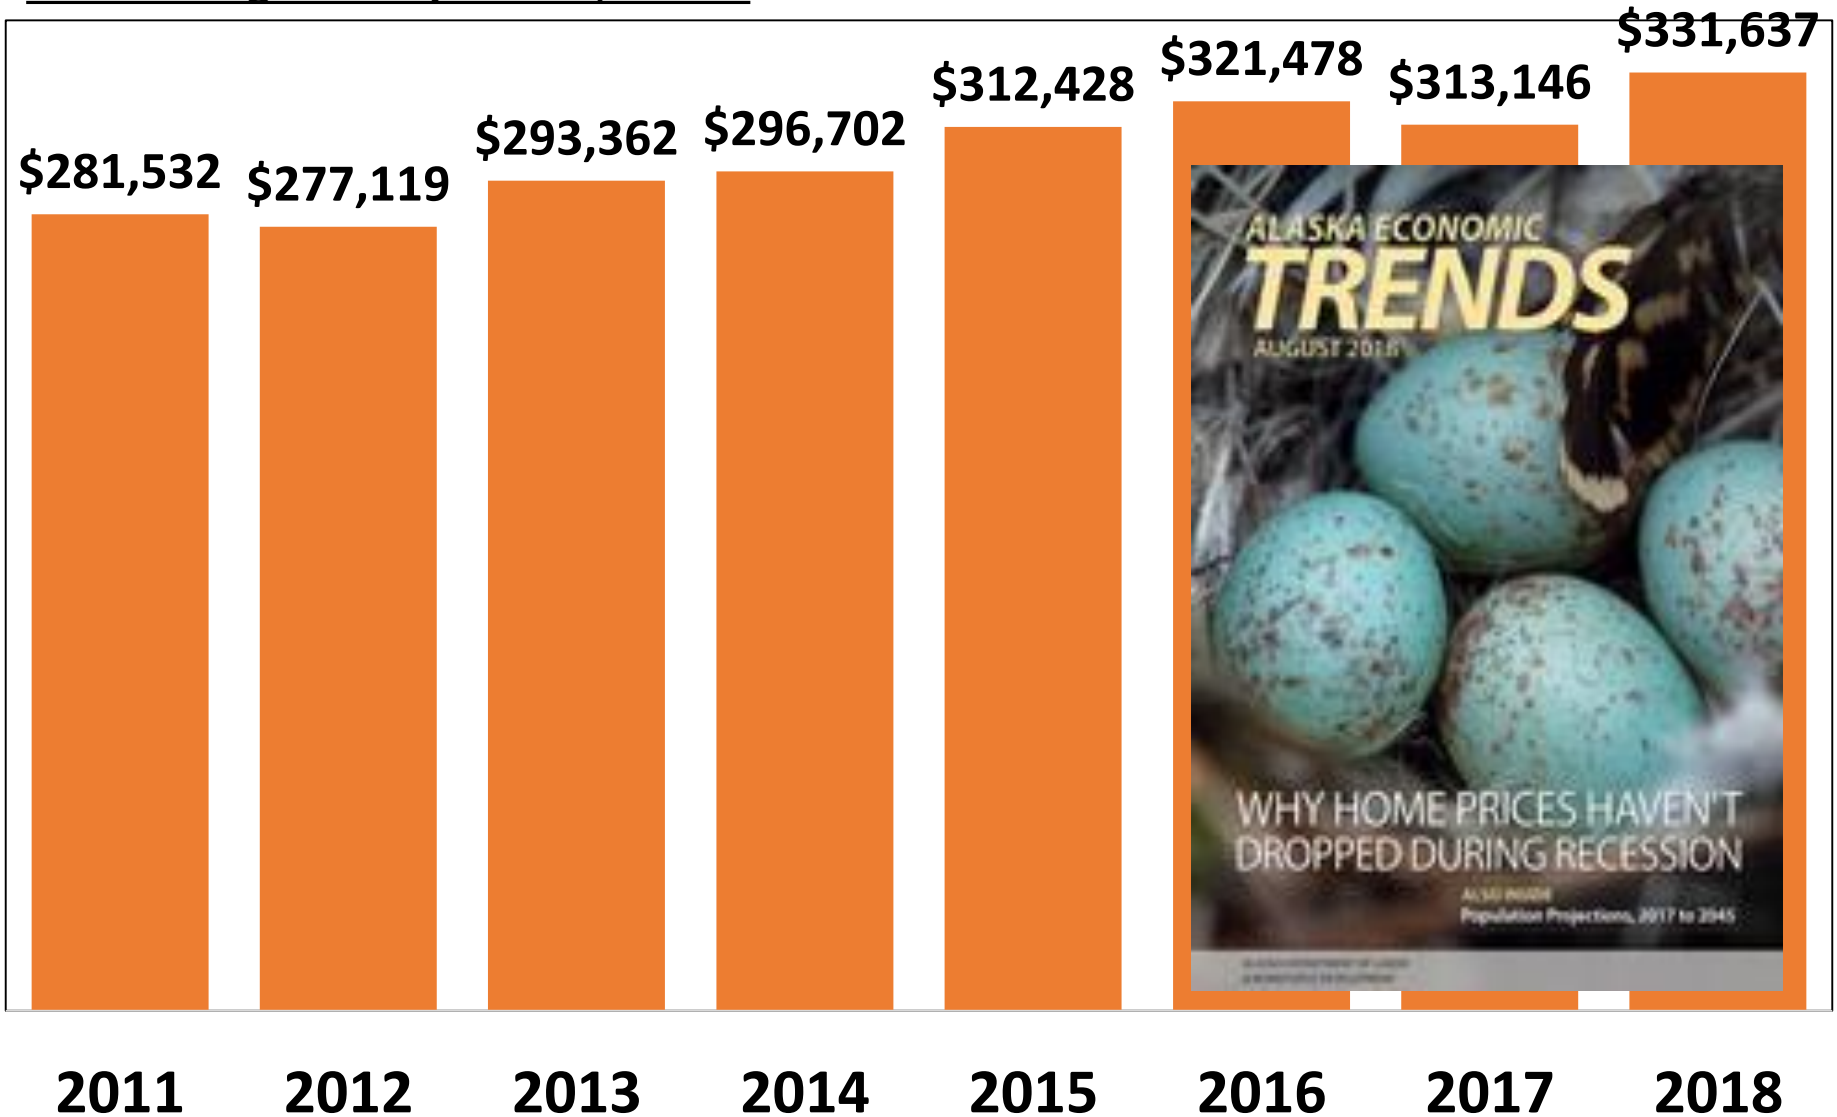 $281,532 $277,119 $293,362 $296,702 $312,428 $321,478 $313,146 $331,637
ALASKA ECONOMIC
TRENDS
AUGUST 2018
WHY HOME PRICES HAVEN'T
DROPPED DURING RECESSION
ALSO INSIDE
Population Projections, 2017 to 2045
2011 2012 2013 2014 2015 2016 2017 2018